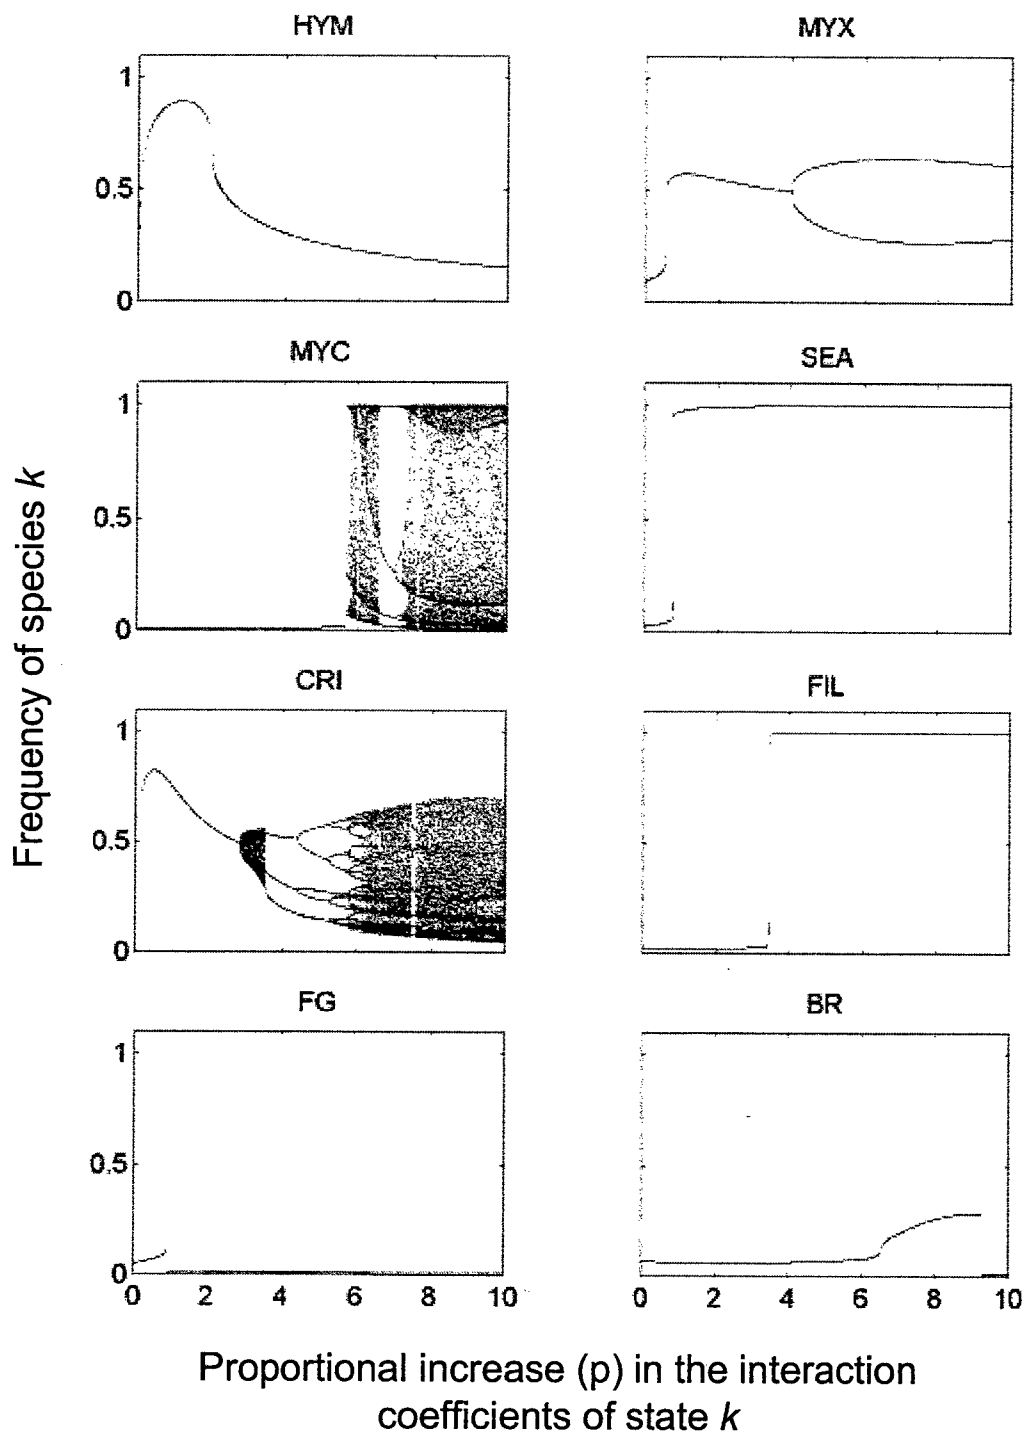 HYM
MYX
1
0.5
0
MYC
SEA
1
0.5
0
CRI
FIL
1
0.5
0
FG
BR
1
0.5
0
0 2 4 6 8 10
0 2 4 6 8 10
Frequency of species k
Proportional increase (p) in the interaction
coefficients of state k